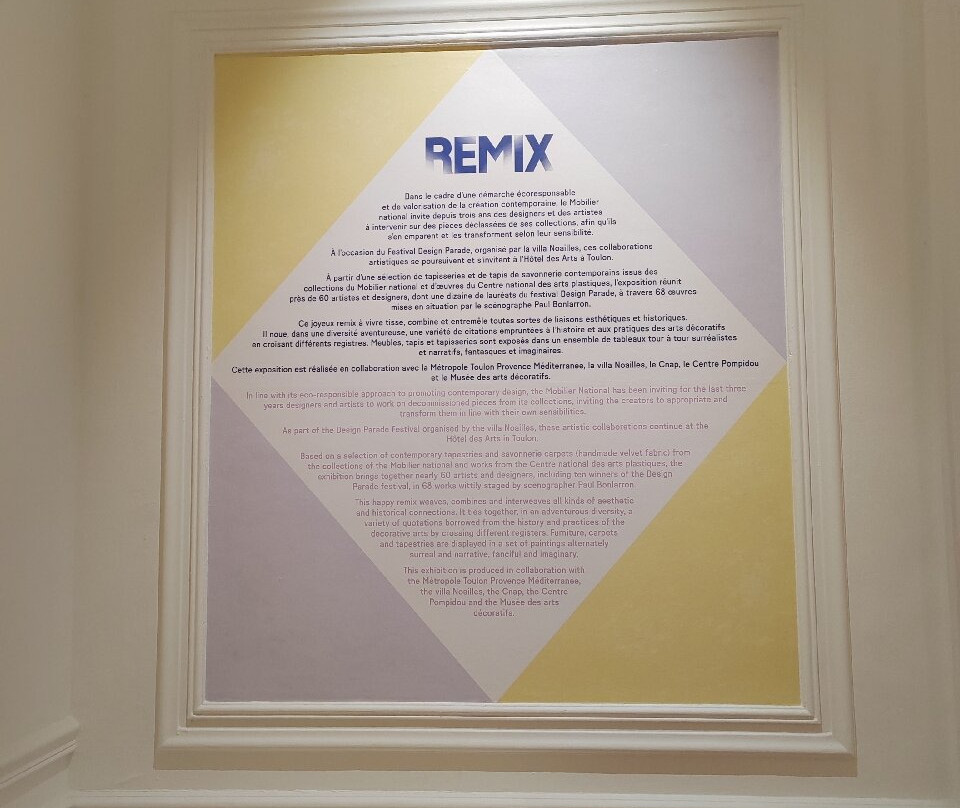 REMIX
Dans le cadre d'une démarche écoresponsable
et de valorisation de la création contemporaine, le Mobilier
national invite depuis trois ans des designers et des artistes
à intervenir sur des pièces déclassées de ses collections, afin qu'ils
s'en emparent et les transforment selon leur sensibilité.
À l'occasion du Festival Design Parade, organisé par la villa Noailles, ces collaborations
artistiques se poursuivent et s'invitent à l'Hôtel des Arts à Toulon.
À partir d'une sélection de tapisseries et de tapis de savonnerie contemporains issus des
collections du Mobilier national et d'œuvres du Centre national des arts plastiques, l'exposition réunit
près de 60 artistes et designers, dont une dizaine de lauréats du festival Design Parade, à travers 68 œuvres
mises en situation par le scénographe Paul Bonlarron.
Ce joyeux remix à vivre tisse, combine et entremêle toutes sortes de liaisons esthétiques et historiques.
Il noue, dans une diversité aventureuse, une variété de citations empruntées à l'histoire et aux pratiques des arts décoratifs
en croisant différents registres. Meubles, tapis et tapisseries sont exposés dans un ensemble de tableaux tour à tour surréalistes
et narratifs, fantasques et imaginaires.
Cette exposition est réalisée en collaboration avec la Métropole Toulon Provence Méditerranée, la villa Noailles, le Cnap, le Centre Pompidou
et le Musée des arts décoratifs.
In line with its eco-responsible approach to promoting contemporary design, the Mobilier National has been inviting for the last three
years designers and artists to work on decommissioned pieces from its collections, inviting the creators to appropriate and
transform them in line with their own sensibilities.
As part of the Design Parade Festival organised by the villa Noailles, these artistic collaborations continue at the
Hôtel des Arts in Toulon.
Based on a selection of contemporary tapestries and savonnerie carpets (handmade velvet fabric) from
the collections of the Mobilier national and works from the Centre national des arts plastiques, the
exhibition brings together nearly 60 artists and designers, including ten winners of the Design
Parade festival, in 68 works wittily staged by scenographer Paul Bonlarron.
This happy remix weaves, combines and interweaves all kinds of aesthetic
and historical connections. It ties together, in an adventurous diversity, a
variety of quotations borrowed from the history and practices of the
decorative arts by crossing different registers. Furniture, carpets
and tapestries are displayed in a set of paintings alternately
surreal and narrative, fanciful and imaginary.
This exhibition is produced in collaboration with
the Métropole Toulon Provence Méditerranée,
the villa Noailles, the Cnap, the Centre
Pompidou and the Musée des arts
décoratifs.